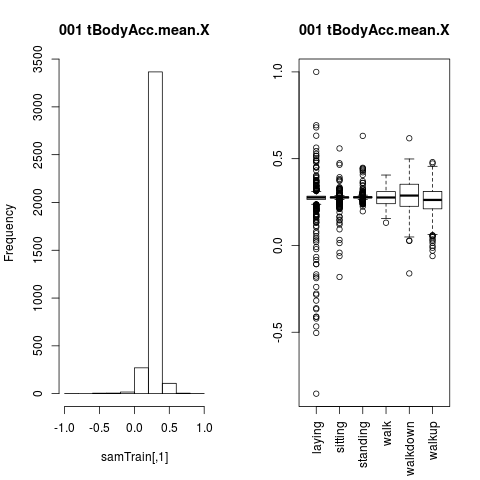 001 tBodyAcc.mean.X
Frequency
3500
3000
2500
2000
1500
1000
500
0
-1.0 -0.5 0.0 0.5 1.0
samTrain[,1]
001 tBodyAcc.mean.X
1.0
0.5
0.0
-0.5
laying
sitting
standing
walk
walkdown
walkup